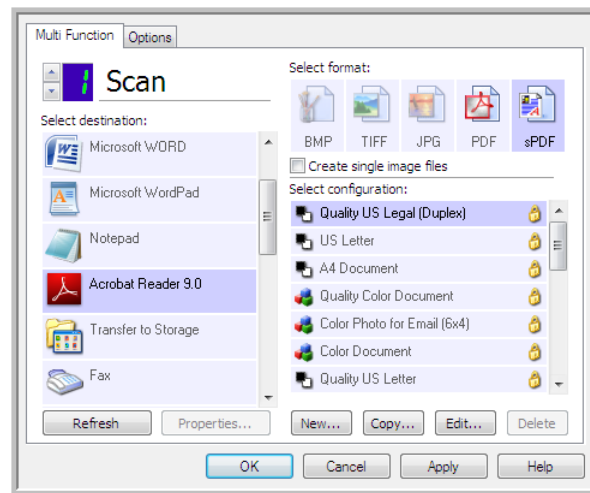 Multi Function Options
1 Scan
Select destination:
Microsoft WORD
Microsoft WordPad
Notepad
Acrobat Reader 9.0
Transfer to Storage
Fax
Refresh Properties...
Select format:
BMP TIFF JPG PDF sPDF
Create single image files
Select configuration:
Quality US Legal (Duplex)
US Letter
A4 Document
Quality Color Document
Color Photo for Email (6x4)
Color Document
Quality US Letter
New... Copy... Edit... Delete
OK Cancel Apply Help